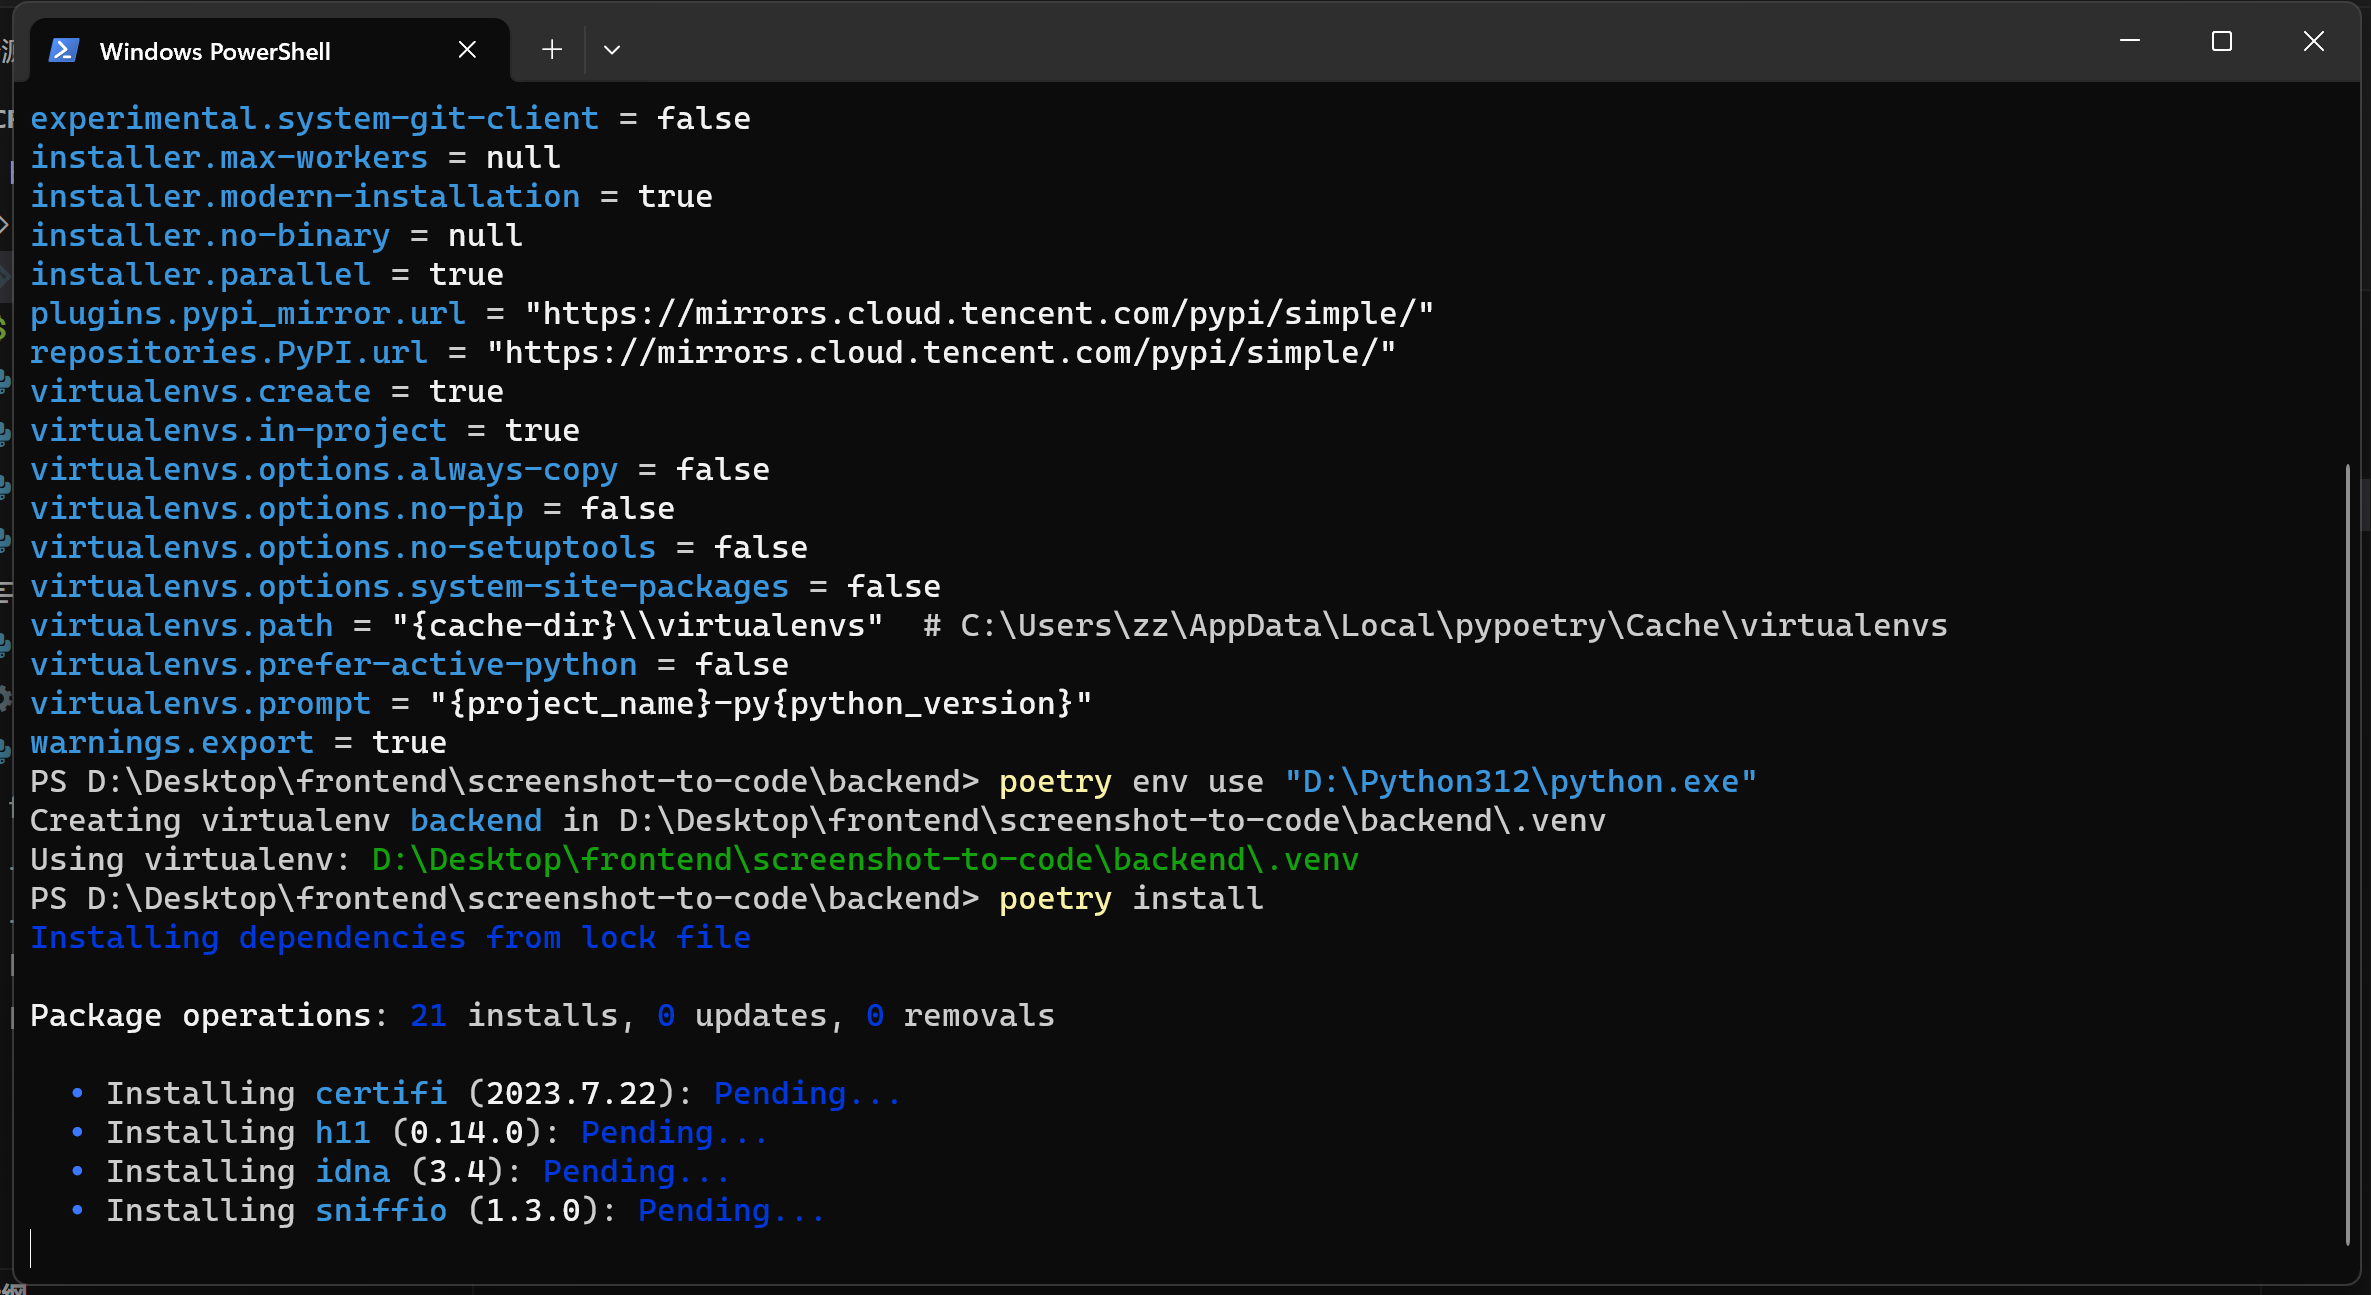 Windows PowerShell
experimental.system-git-client = false
installer.max-workers = null
installer.modern-installation = true
installer.no-binary = null
installer.parallel = true
plugins.pypi_mirror.url = "https://mirrors.cloud.tencent.com/pypi/simple/"
repositories.PyPI.url = "https://mirrors.cloud.tencent.com/pypi/simple/"
virtualenvs.create = true
virtualenvs.in-project = true
virtualenvs.options.always-copy = false
virtualenvs.options.no-pip = false
virtualenvs.options.no-setuptools = false
virtualenvs.options.system-site-packages = false
virtualenvs.path = "{cache-dir}\\virtualenvs"  # C:\Users\zz\AppData\Local\pypoetry\Cache\virtualenvs
virtualenvs.prefer-active-python = false
virtualenvs.prompt = "{project_name}-py{python_version}"
warnings.export = true
PS D:\Desktop\frontend\screenshot-to-code\backend> poetry env use "D:\Python312\python.exe"
Creating virtualenv backend in D:\Desktop\frontend\screenshot-to-code\backend\.venv
Using virtualenv: D:\Desktop\frontend\screenshot-to-code\backend\.venv
PS D:\Desktop\frontend\screenshot-to-code\backend> poetry install
Installing dependencies from lock file
Package operations: 21 installs, 0 updates, 0 removals
• Installing certifi (2023.7.22): Pending...
• Installing h11 (0.14.0): Pending...
• Installing idna (3.4): Pending...
• Installing sniffio (1.3.0): Pending...